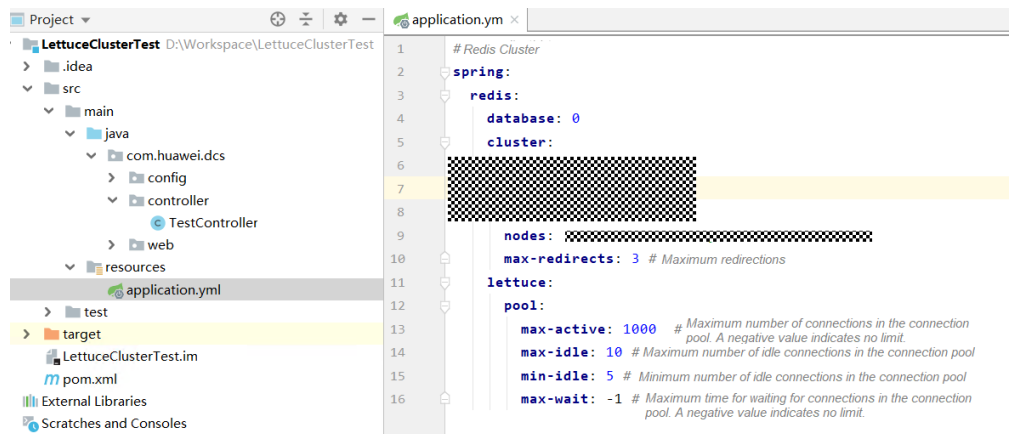 Project
LettuceClusterTest D:\Workspace\LettuceClusterTest
.idea
src
main
java
com.huawei.dcs
config
controller
C TestController
web
resources
application.yml
test
target
LettuceClusterTest.im
pom.xml
External Libraries
Scratches and Consoles
application.ym
1 # Redis Cluster
2 spring:
3 redis:
4 database: 0
5 cluster:
6
7
8
9 nodes:
10 max-redirects: 3 # Maximum redirections
11 lettuce:
12 pool:
13 max-active: 1000 # Maximum number of connections in the connection
pool. A negative value indicates no limit.
14 max-idle: 10 # Maximum number of idle connections in the connection pool
15 min-idle: 5 # Minimum number of idle connections in the connection pool
16 max-wait: -1 # Maximum time for waiting for connections in the connection
pool. A negative value indicates no limit.